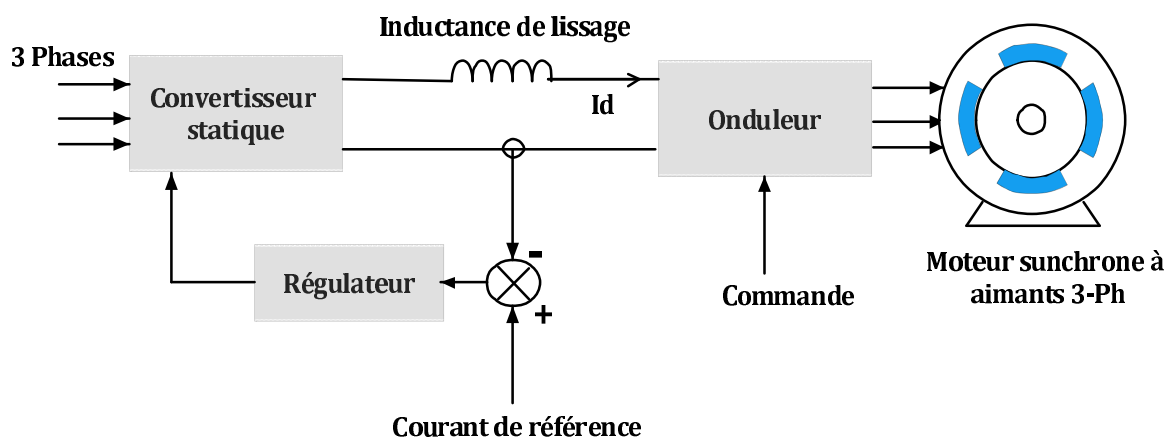 Inductance de lissage
3 Phases
Convertisseur
statique
Id
Onduleur
-
Régulateur
+
Commande
Moteur sunchrone à
aimants 3-Ph
Courant de référence